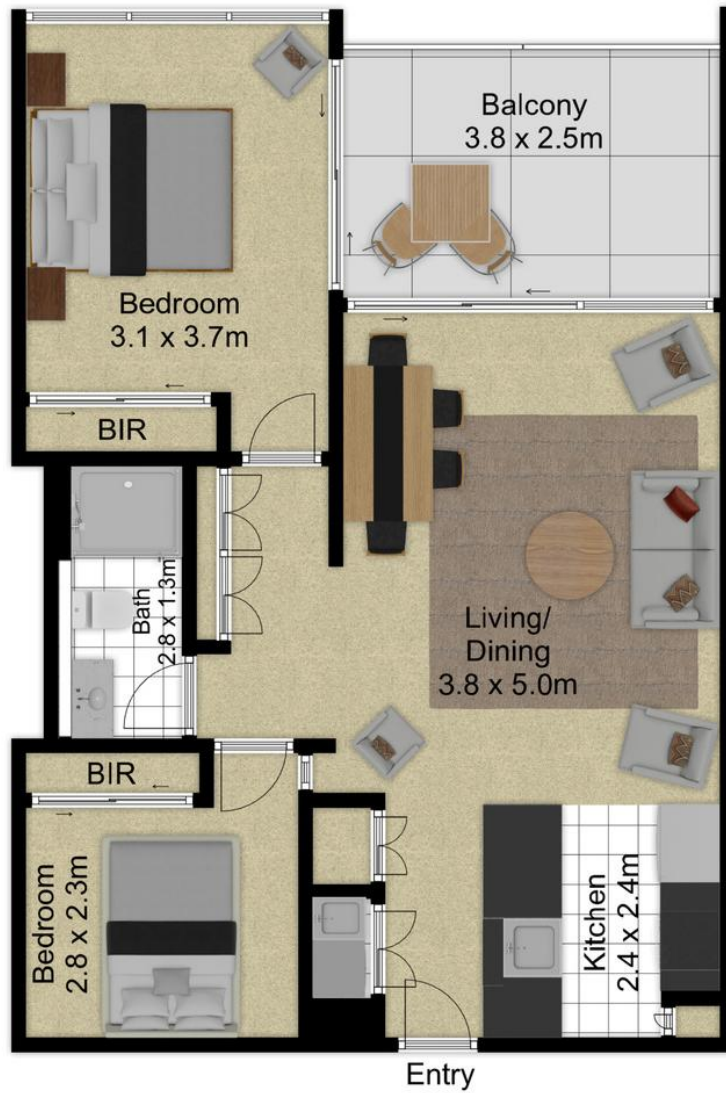 Balcony
3.8 x 2.5m
Bedroom
3.1 x 3.7m
BIR
Bath
2.8 x 1.3m
Living/
Dining
3.8 x 5.0m
BIR
Bedroom
2.8 x 2.3m
Kitchen
2.4 x 2.4m
Entry